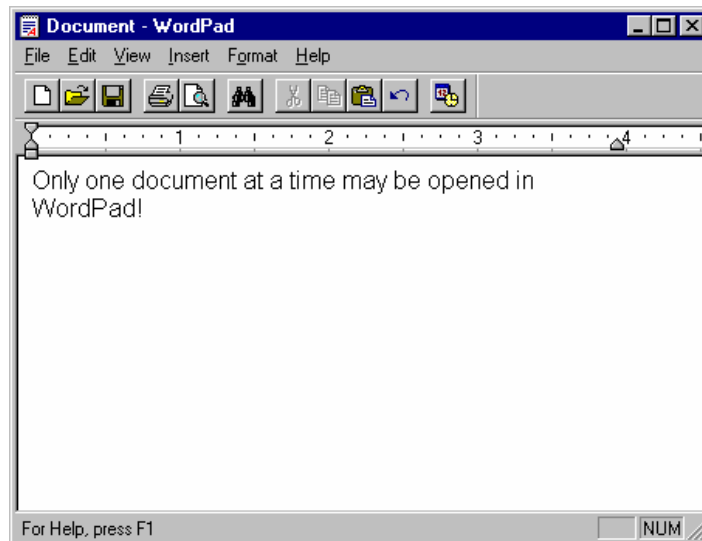 Document - WordPad
File Edit View Insert Format Help
1 2 3 4
Only one document at a time may be opened in
WordPad!
For Help, press F1 NUM